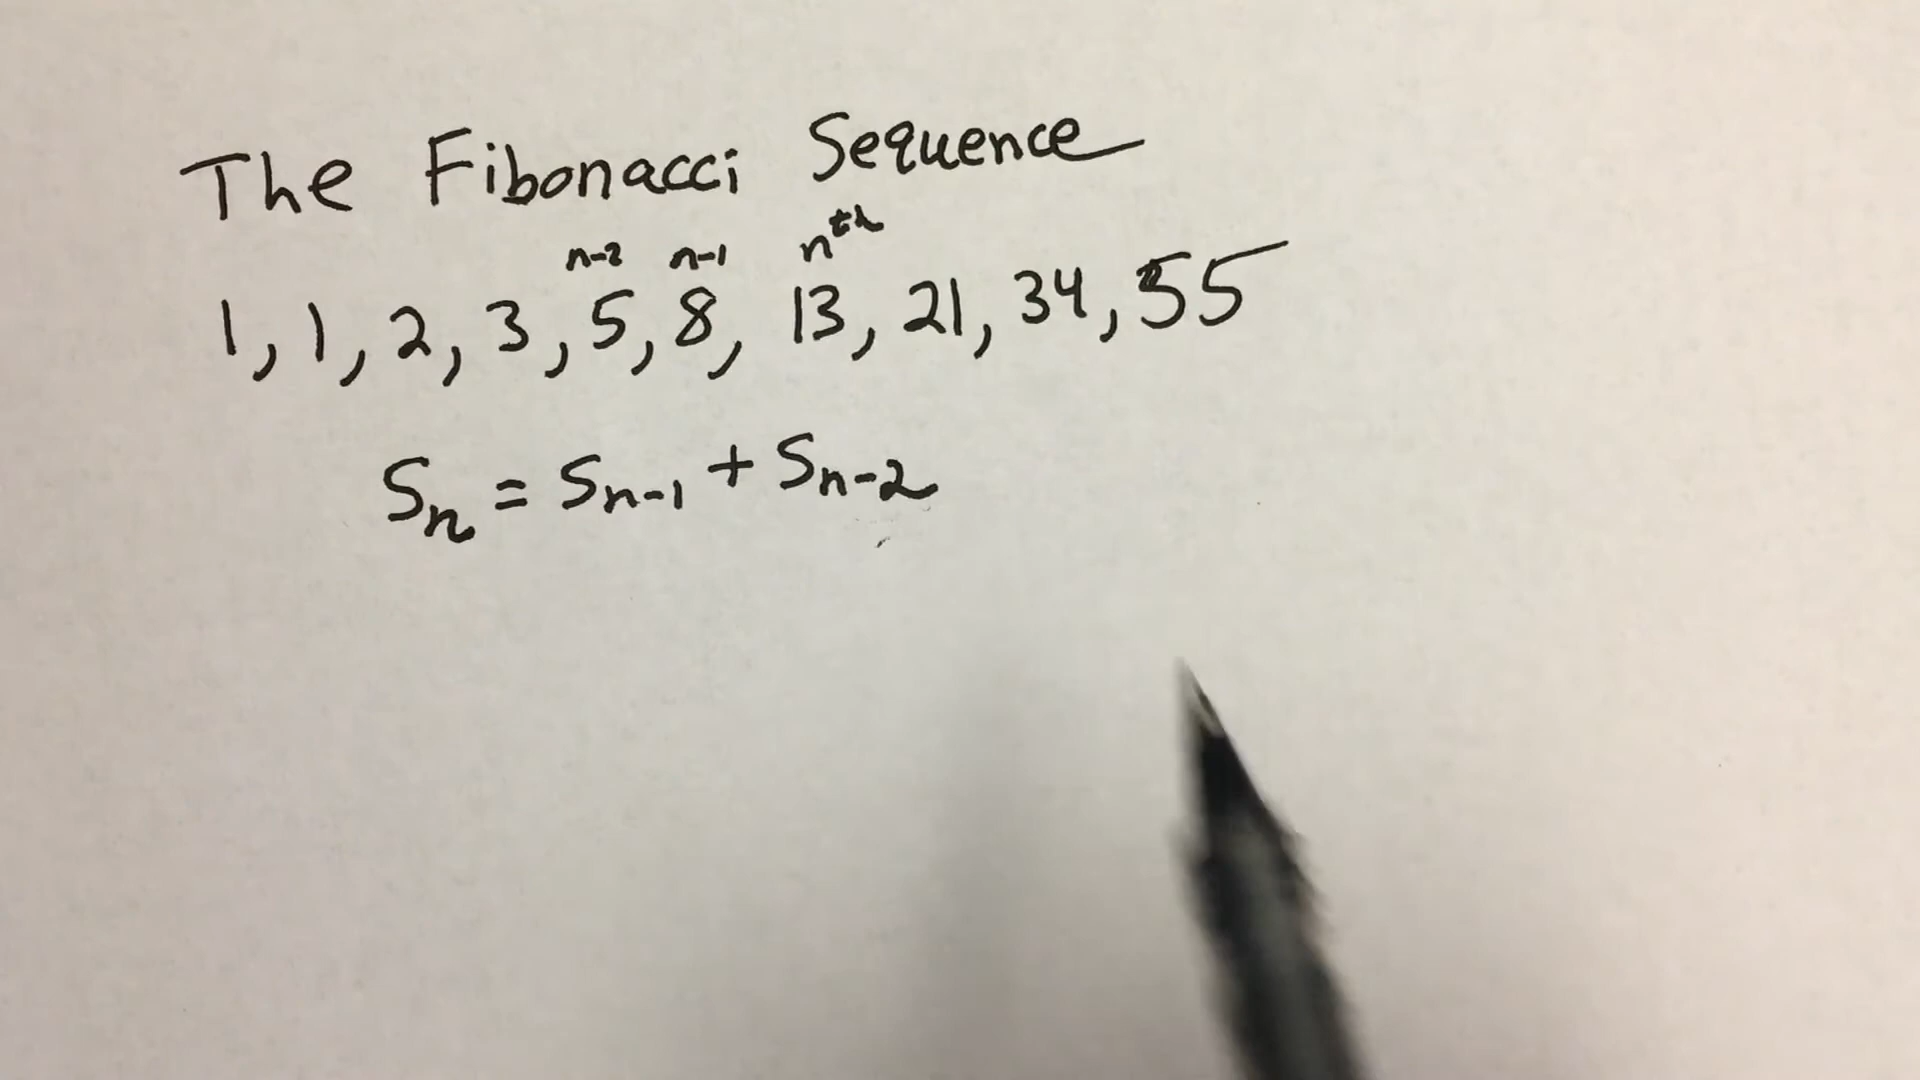 The Fibonacci Sequence
n-2 n-1 nth
1, 1, 2, 3, 5, 8, 13, 21, 34, 55
Sn = Sn-1 + Sn-2